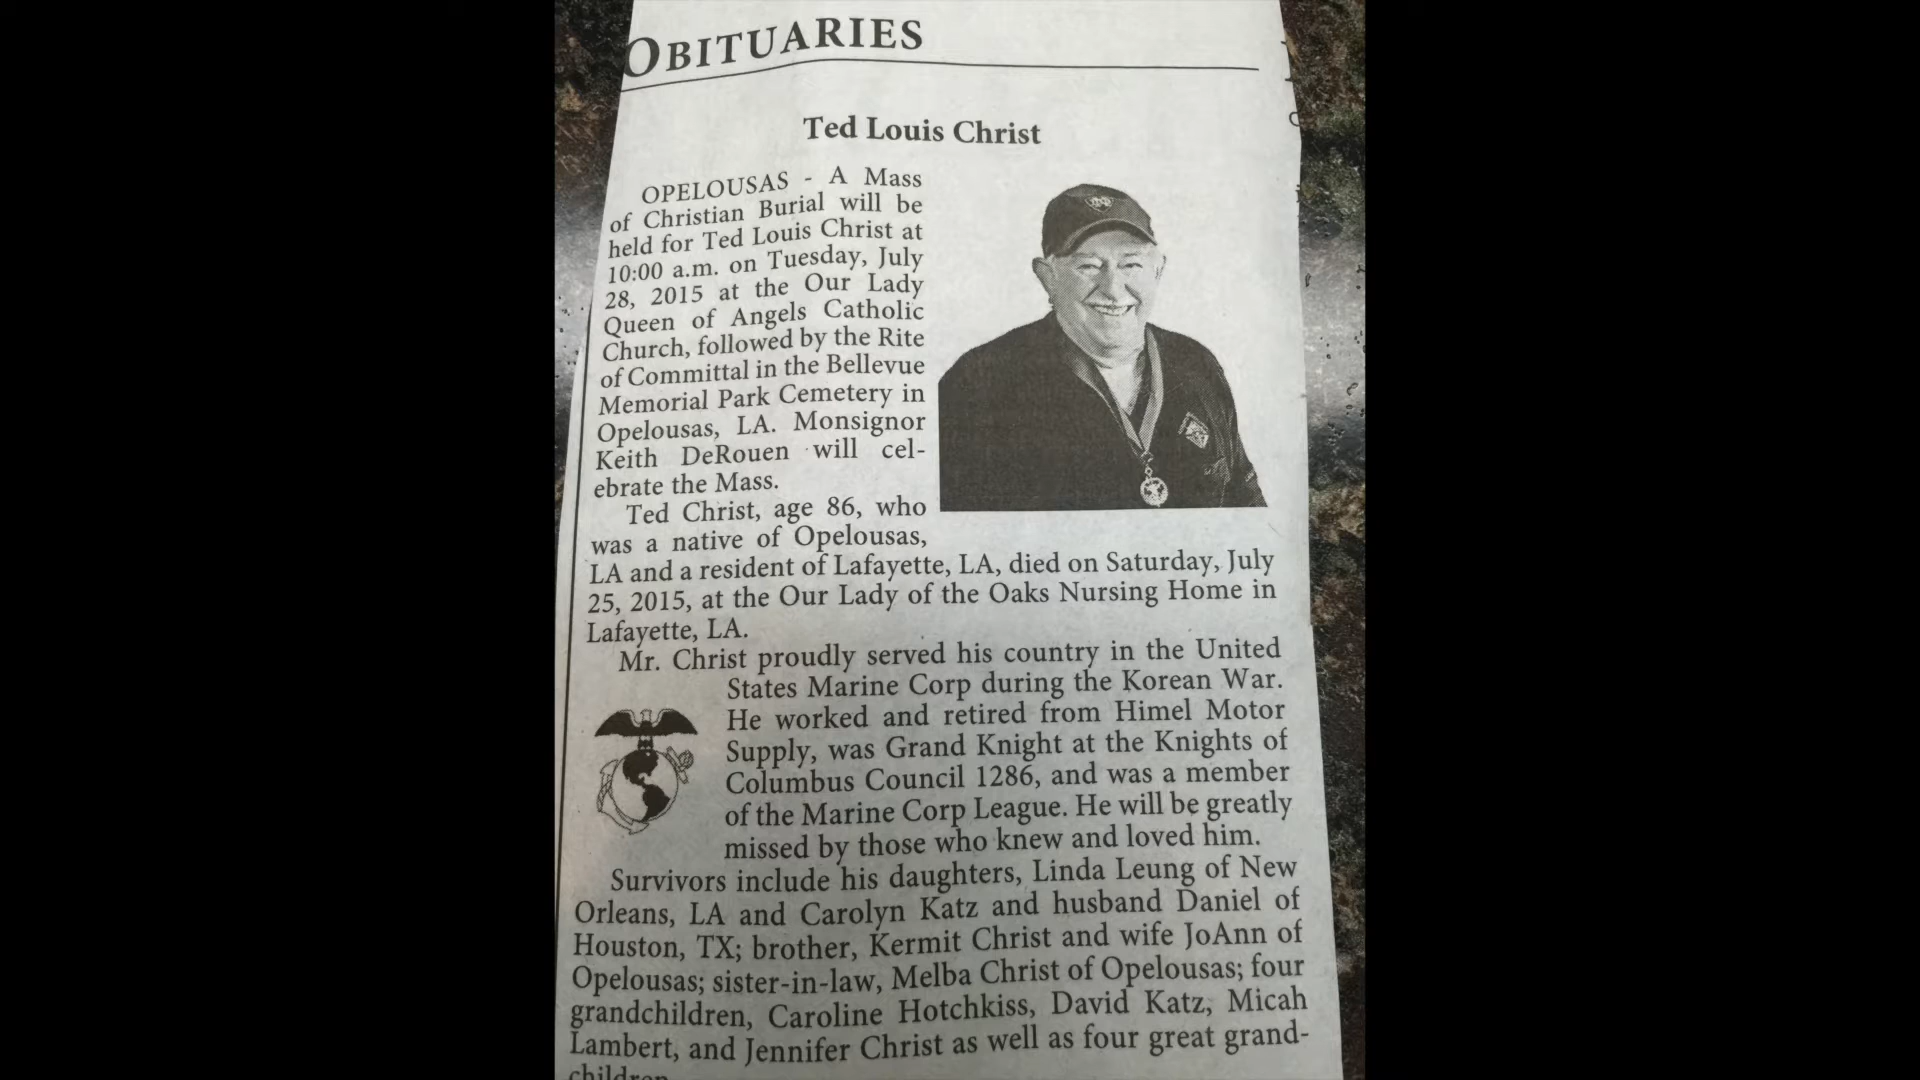 OBITUARIES
Ted Louis Christ
OPELOUSAS - A Mass
of Christian Burial will be
held for Ted Louis Christ at
10:00 a.m. on Tuesday, July
28, 2015 at the Our Lady
Queen of Angels Catholic
Church, followed by the Rite
of Committal in the Bellevue
Memorial Park Cemetery in
Opelousas, LA. Monsignor
Keith DeRouen will cel-
ebrate the Mass.
Ted Christ, age 86, who
was a native of Opelousas,
LA and a resident of Lafayette, LA, died on Saturday, July
25, 2015, at the Our Lady of the Oaks Nursing Home in
Lafayette, LA.
Mr. Christ proudly served his country in the United
States Marine Corp during the Korean War.
He worked and retired from Himel Motor
Supply, was Grand Knight at the Knights of
Columbus Council 1286, and was a member
of the Marine Corp League. He will be greatly
missed by those who knew and loved him.
Survivors include his daughters, Linda Leung of New
Orleans, LA and Carolyn Katz and husband Daniel of
Houston, TX; brother, Kermit Christ and wife JoAnn of
Opelousas; sister-in-law, Melba Christ of Opelousas; four
grandchildren, Caroline Hotchkiss, David Katz, Micah
Lambert, and Jennifer Christ as well as four great grand-
children